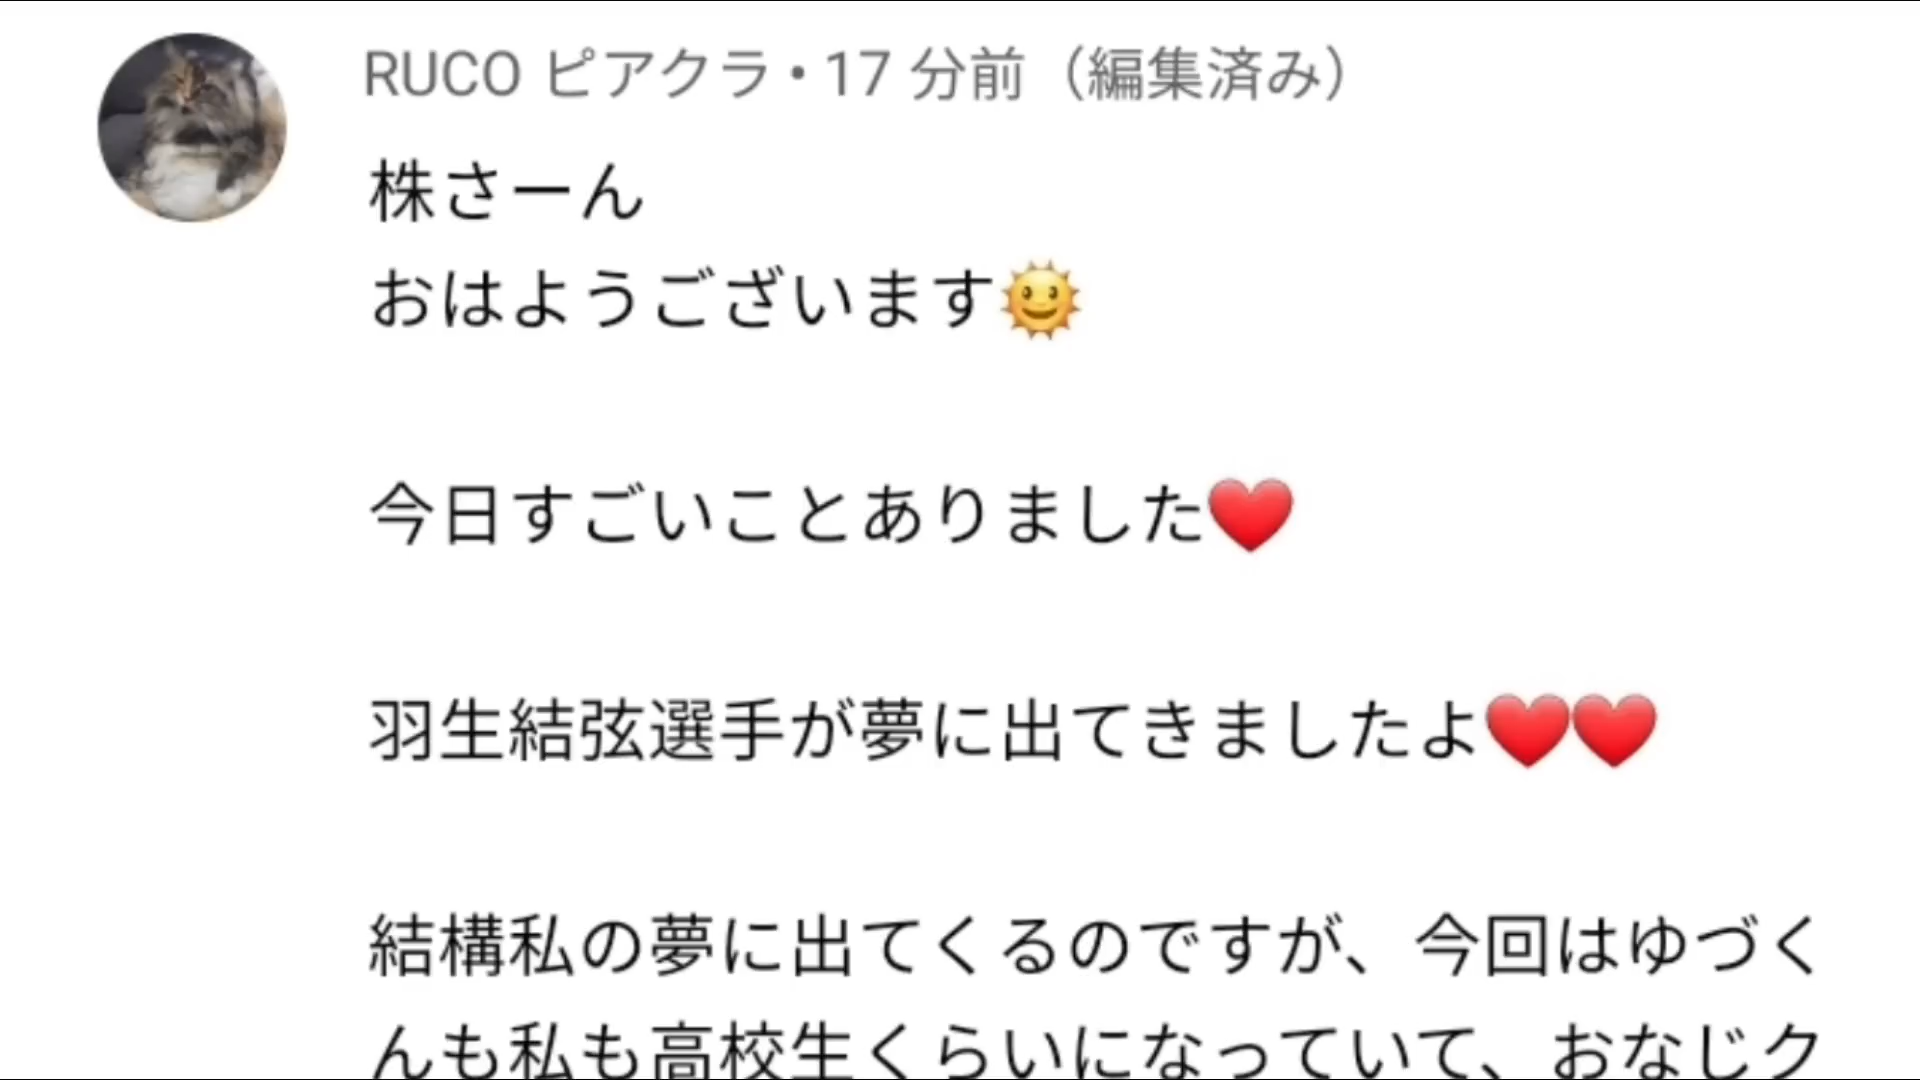 RUCO ピアクラ・17 分前（編集済み）
株さーん
おはようございます🌞
今日すごいことありました❤️
羽生結弦選手が夢に出てきましたよ❤️❤️
結構私の夢に出てくるのですが、今回はゆづく
んも私も高校生くらいになっていて、おなじク